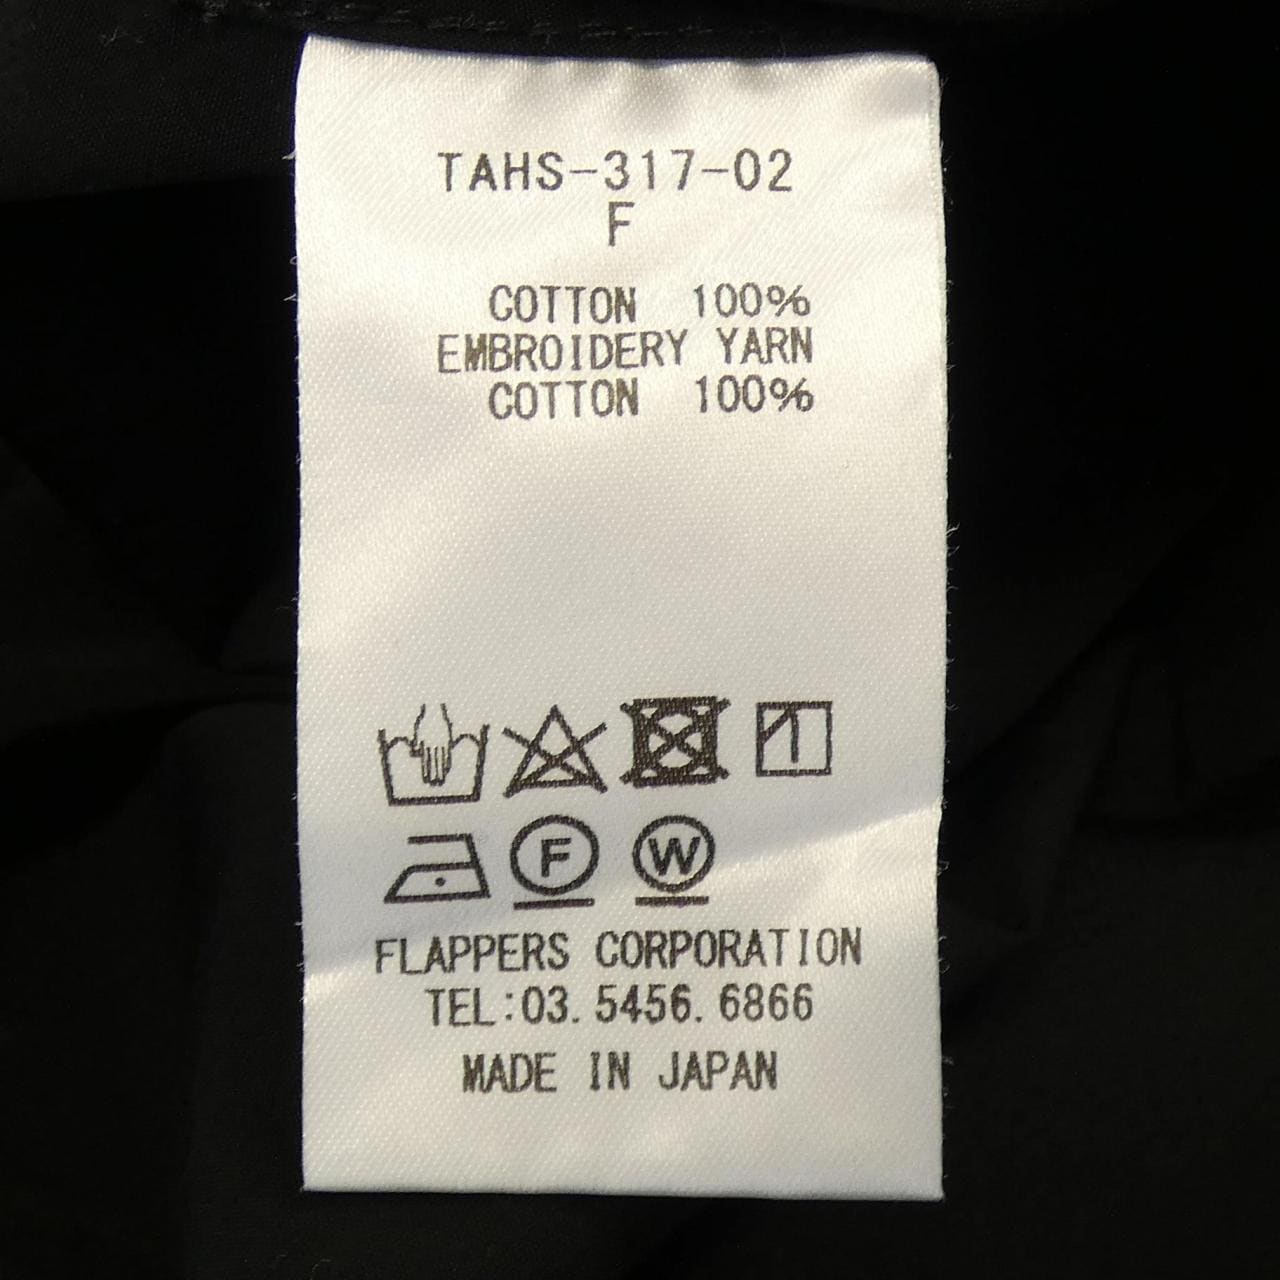 TAHS-317-02
F
COTTON 100%
EMBROIDERY YARN
COTTON 100%
F W
FLAPPERS CORPORATION
TEL:03.5456.6866
MADE IN JAPAN